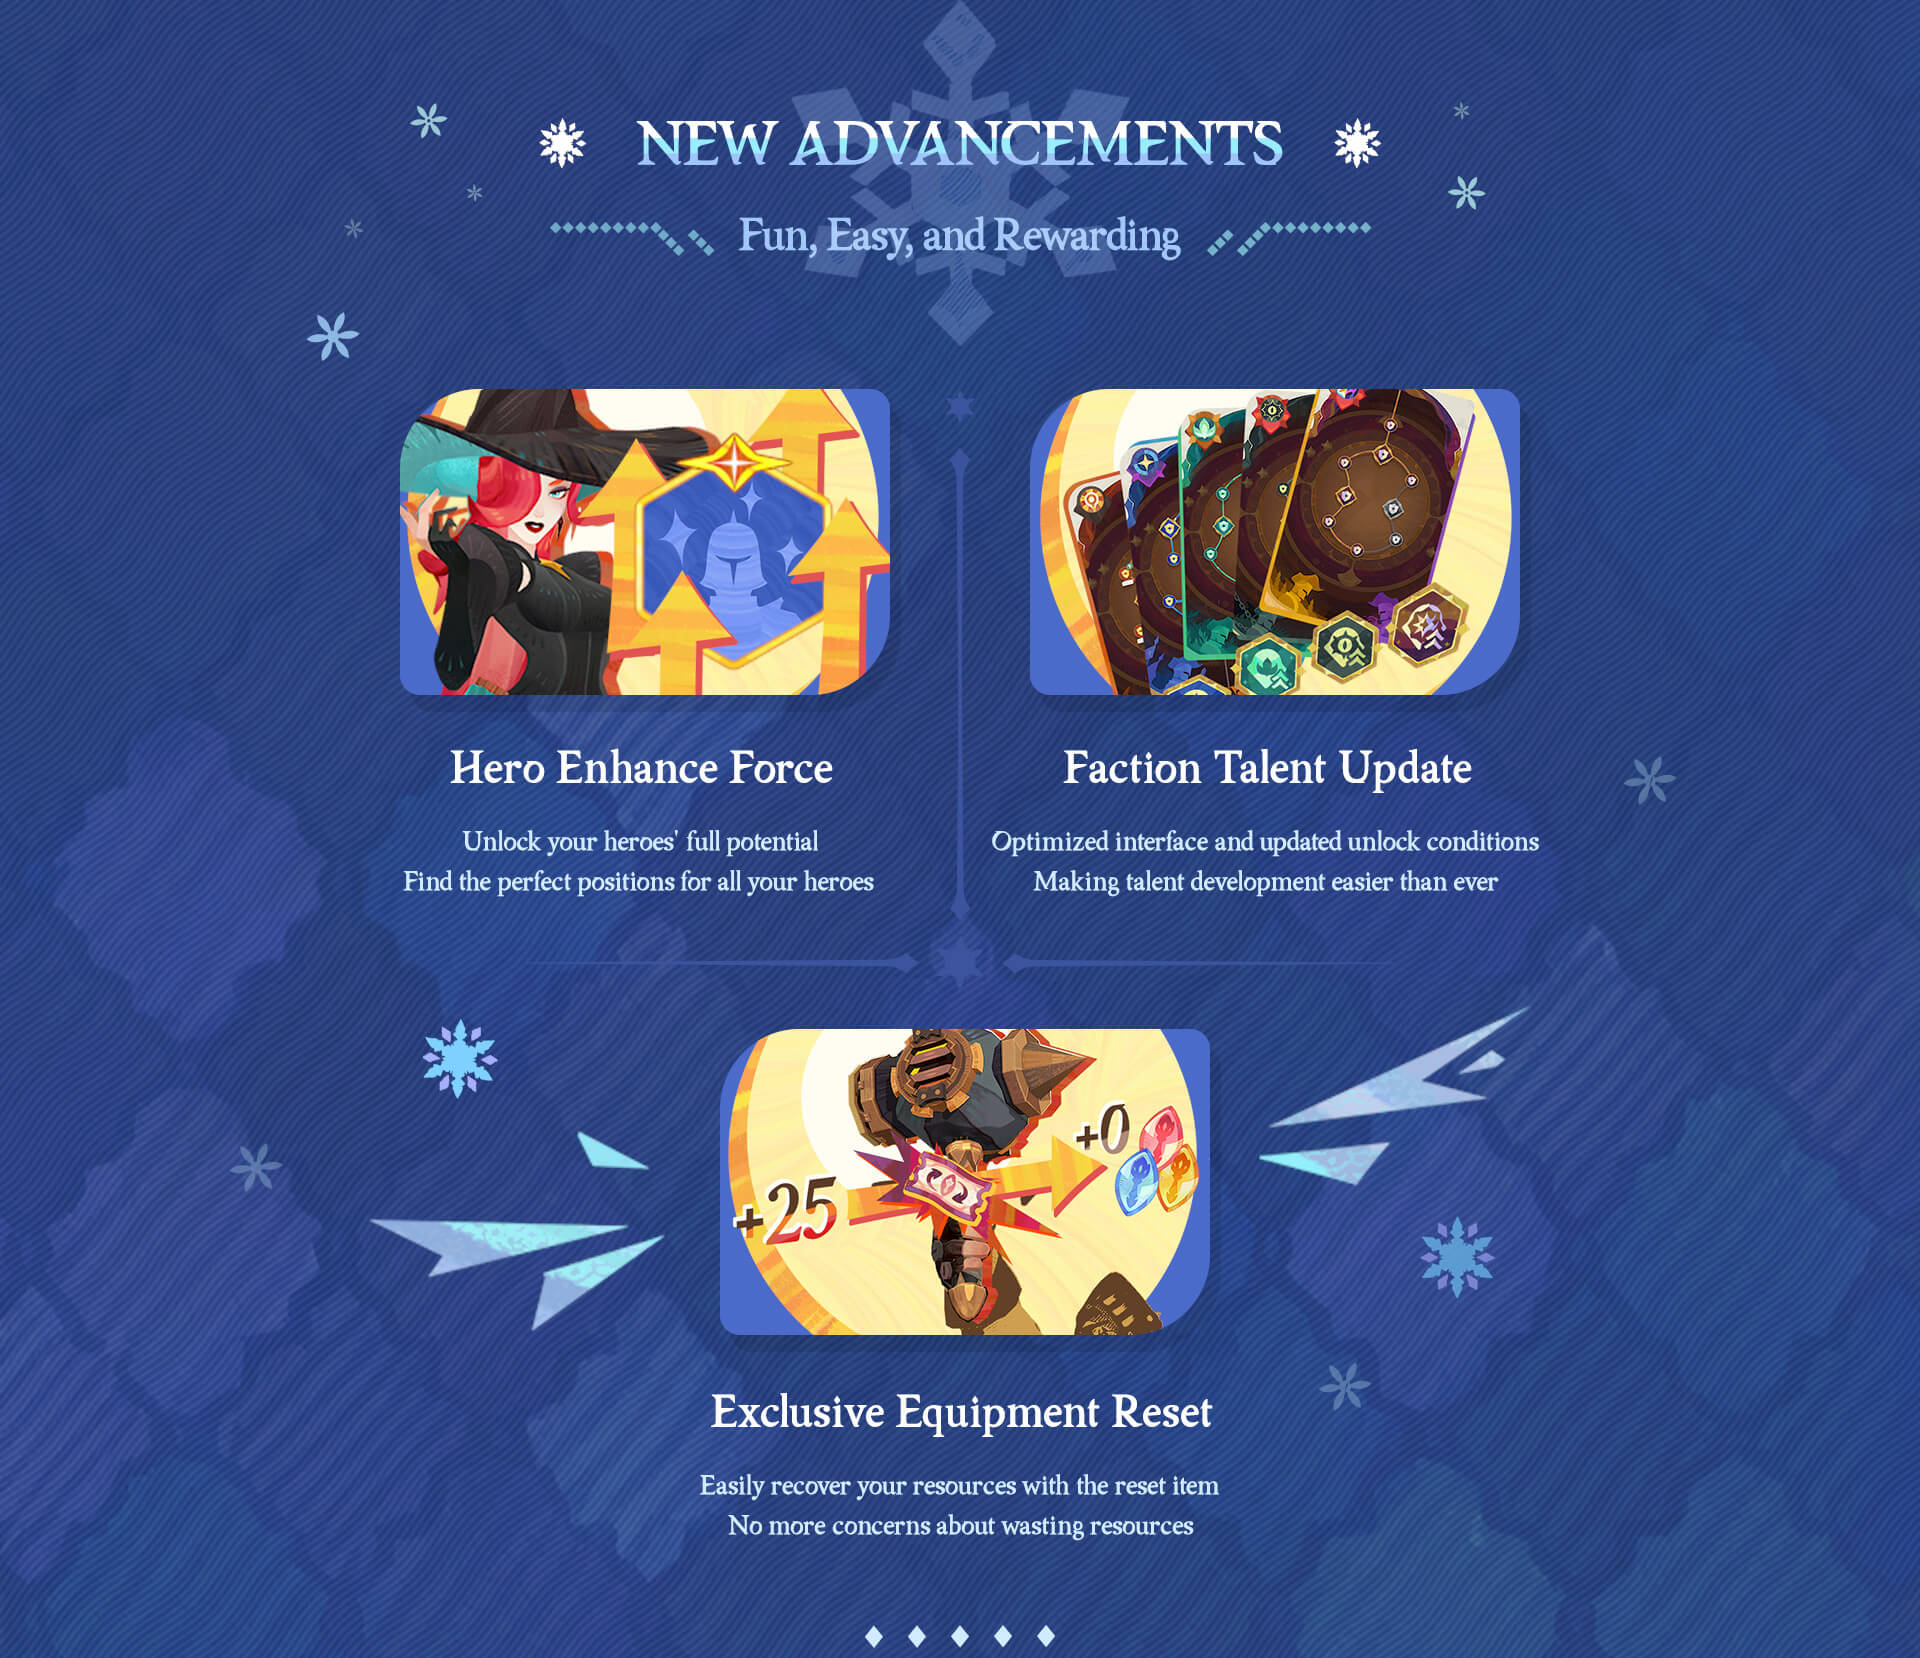 NEW ADVANCEMENTS
Fun, Easy, and Rewarding
Hero Enhance Force
Unlock your heroes' full potential
Find the perfect positions for all your heroes
Faction Talent Update
Optimized interface and updated unlock conditions
Making talent development easier than ever
+25
+0
Exclusive Equipment Reset
Easily recover your resources with the reset item
No more concerns about wasting resources